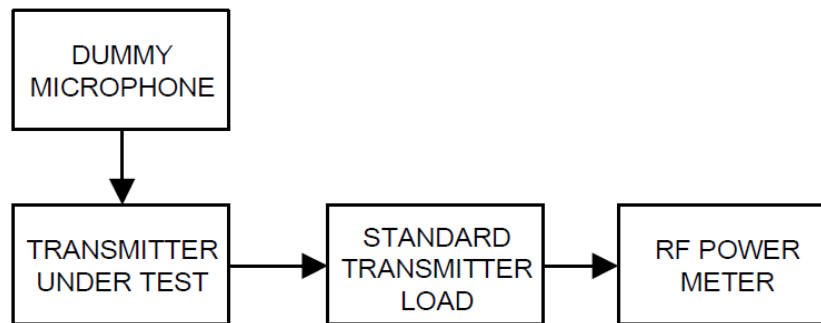 DUMMY
MICROPHONE
TRANSMITTER
UNDER TEST
STANDARD
TRANSMITTER
LOAD
RF POWER
METER